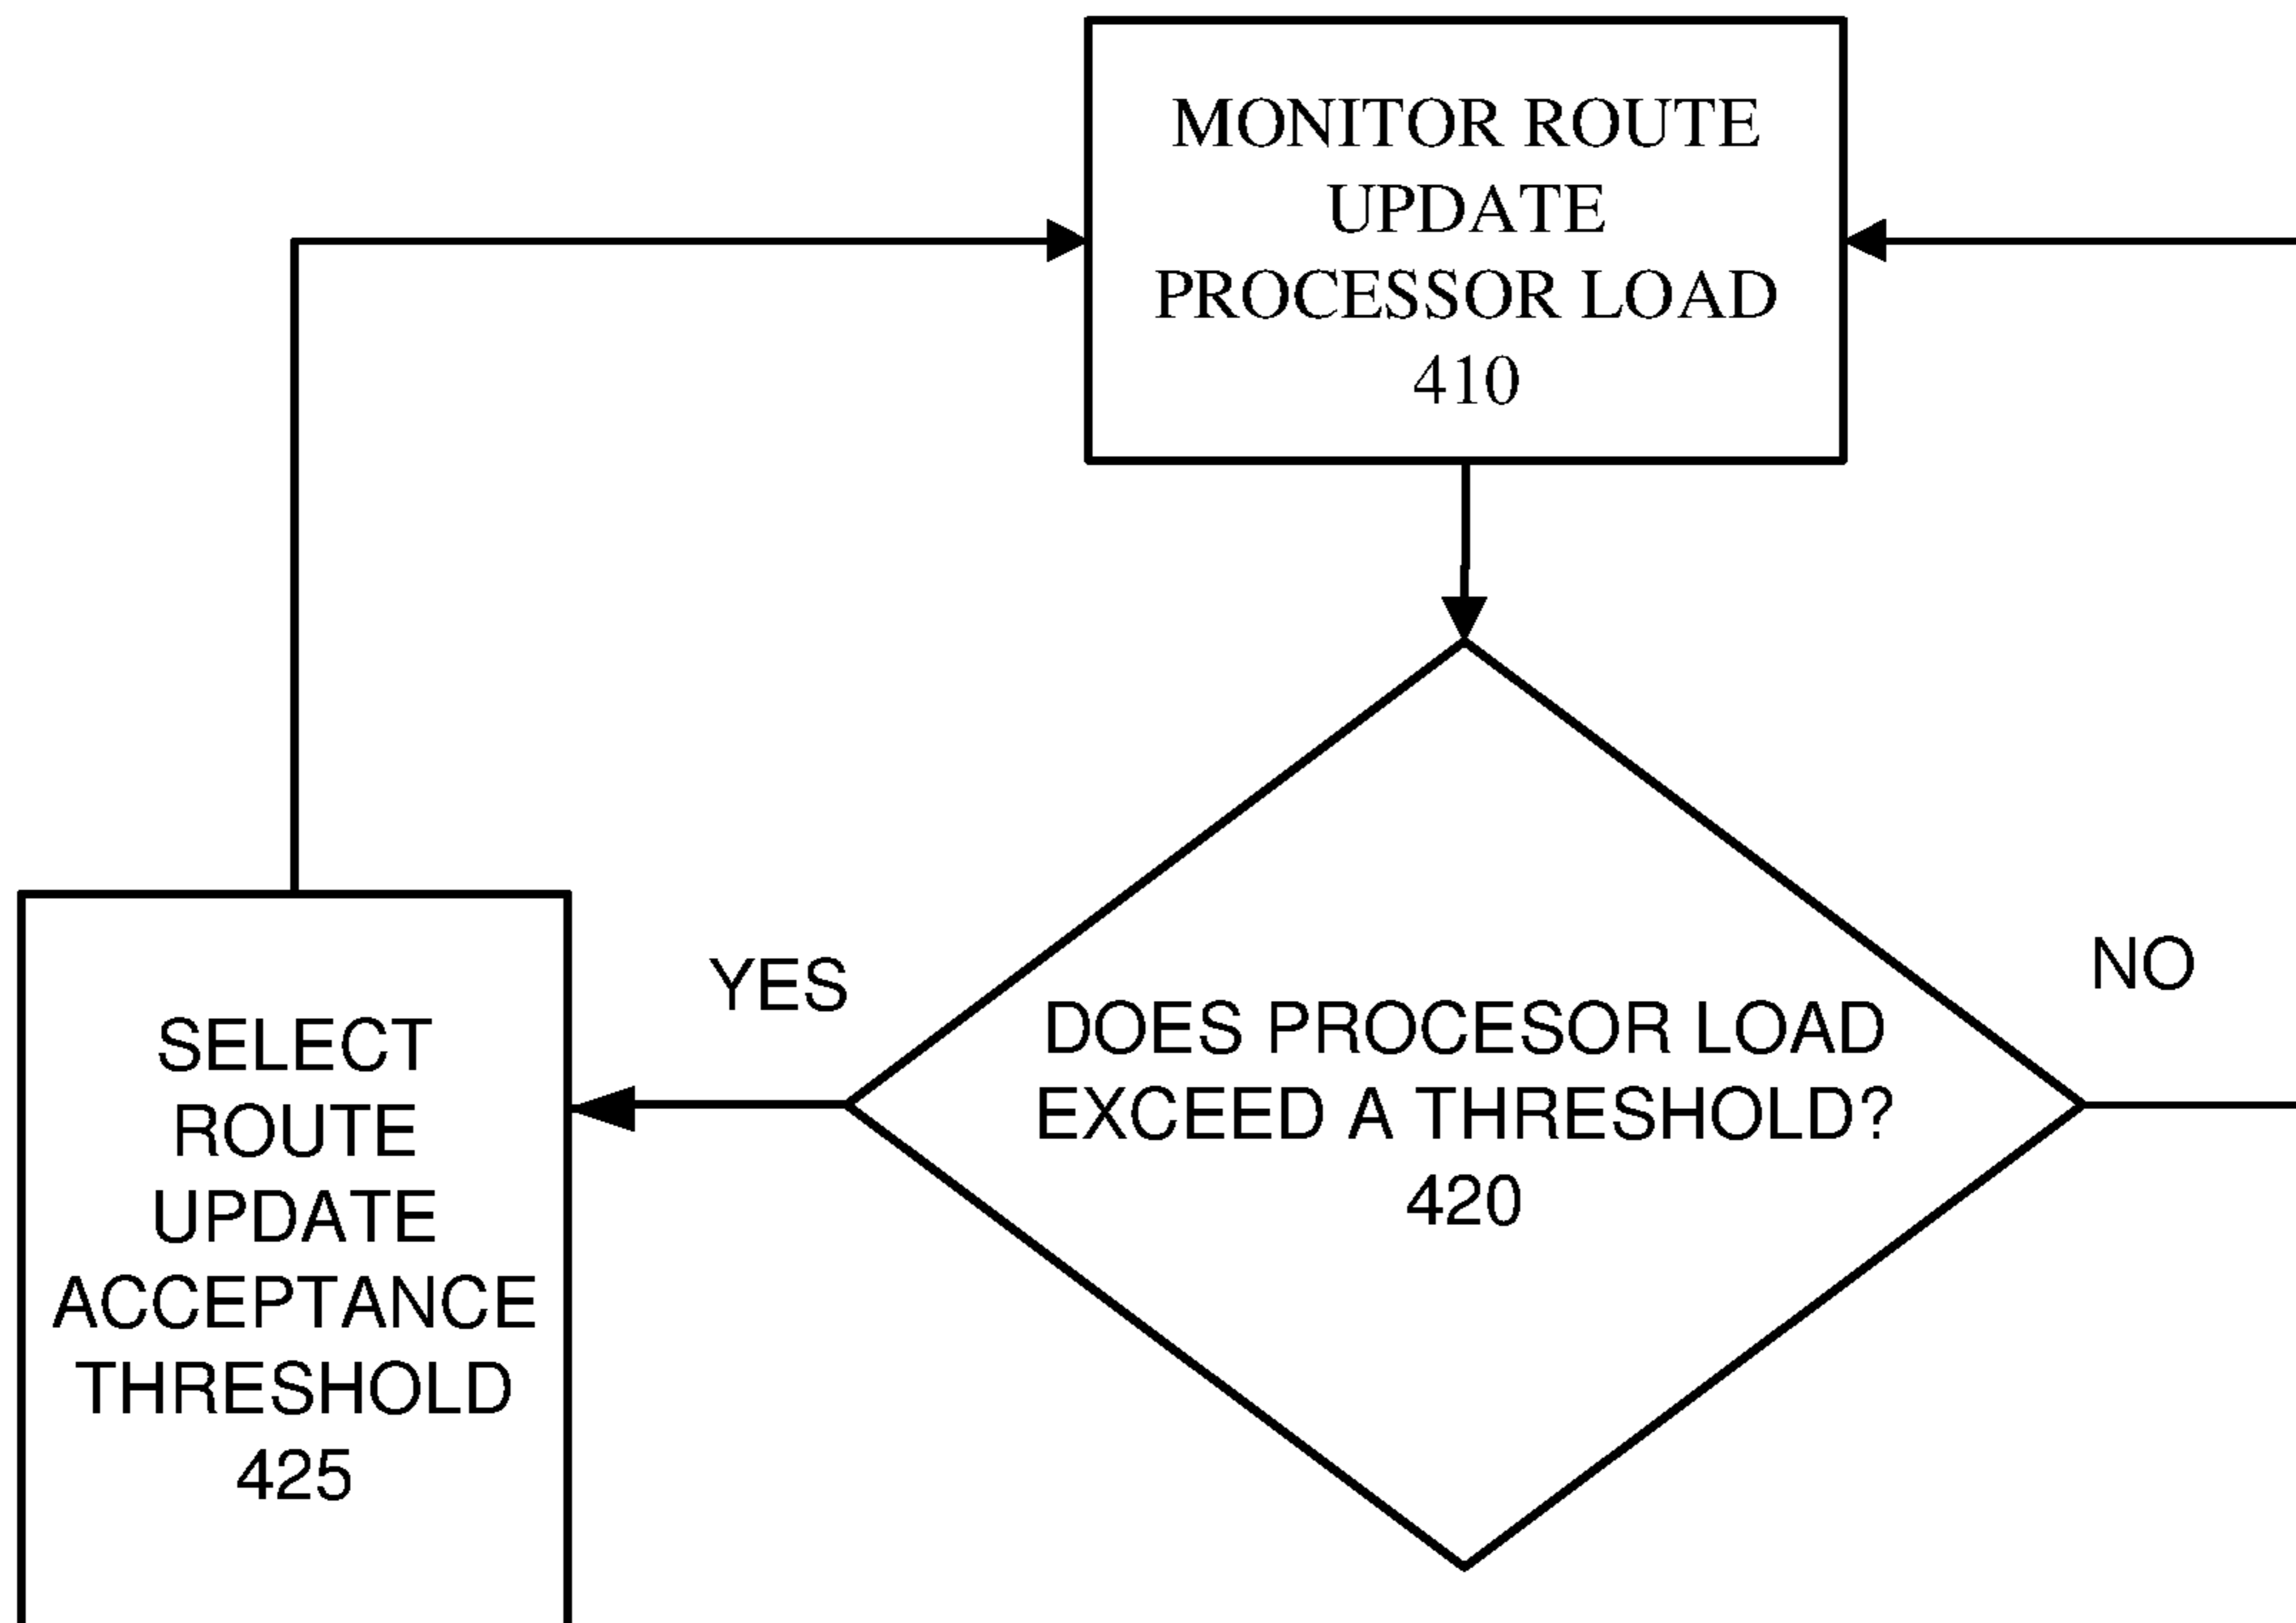 MONITOR ROUTE
UPDATE
PROCESSOR LOAD
410
YES
NO
DOES PROCESOR LOAD
EXCEED A THRESHOLD?
420
SELECT
ROUTE
UPDATE
ACCEPTANCE
THRESHOLD
425